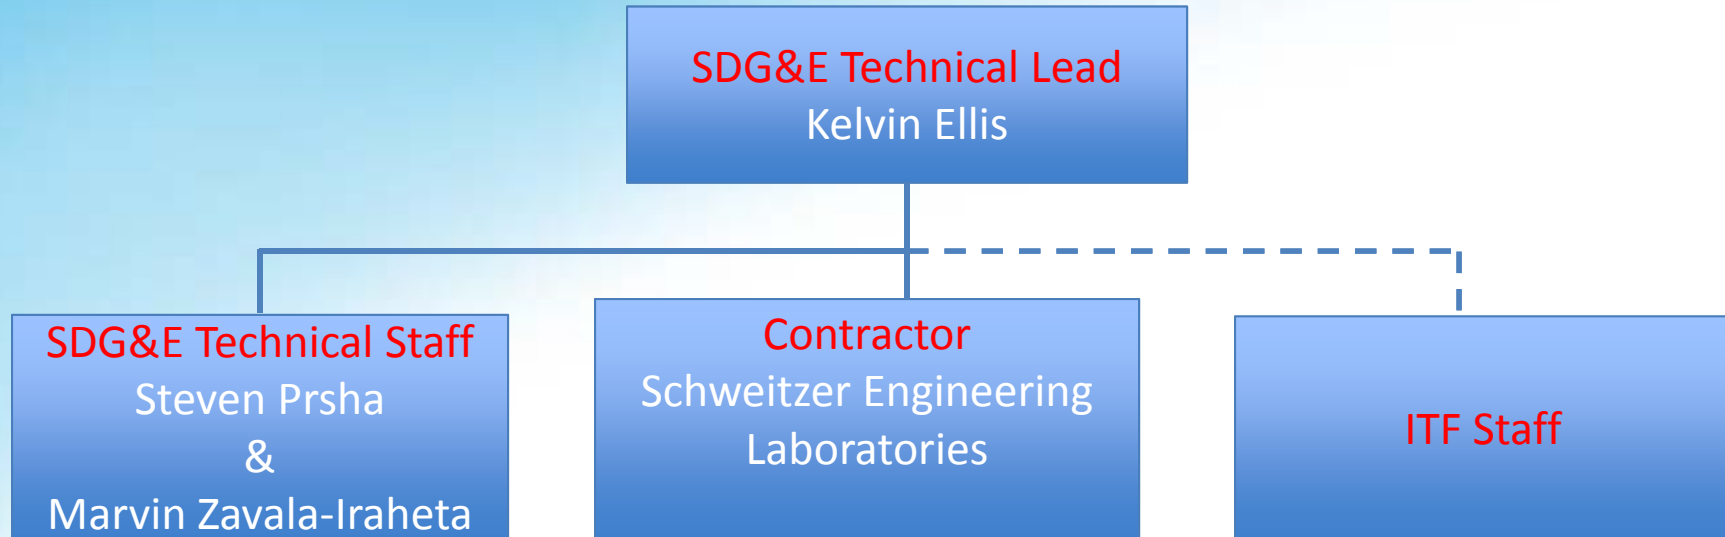 SDG&E Technical Lead
Kelvin Ellis
SDG&E Technical Staff
Steven Prsha
&
Marvin Zavala-Iraheta
Contractor
Schweitzer Engineering
Laboratories
ITF Staff